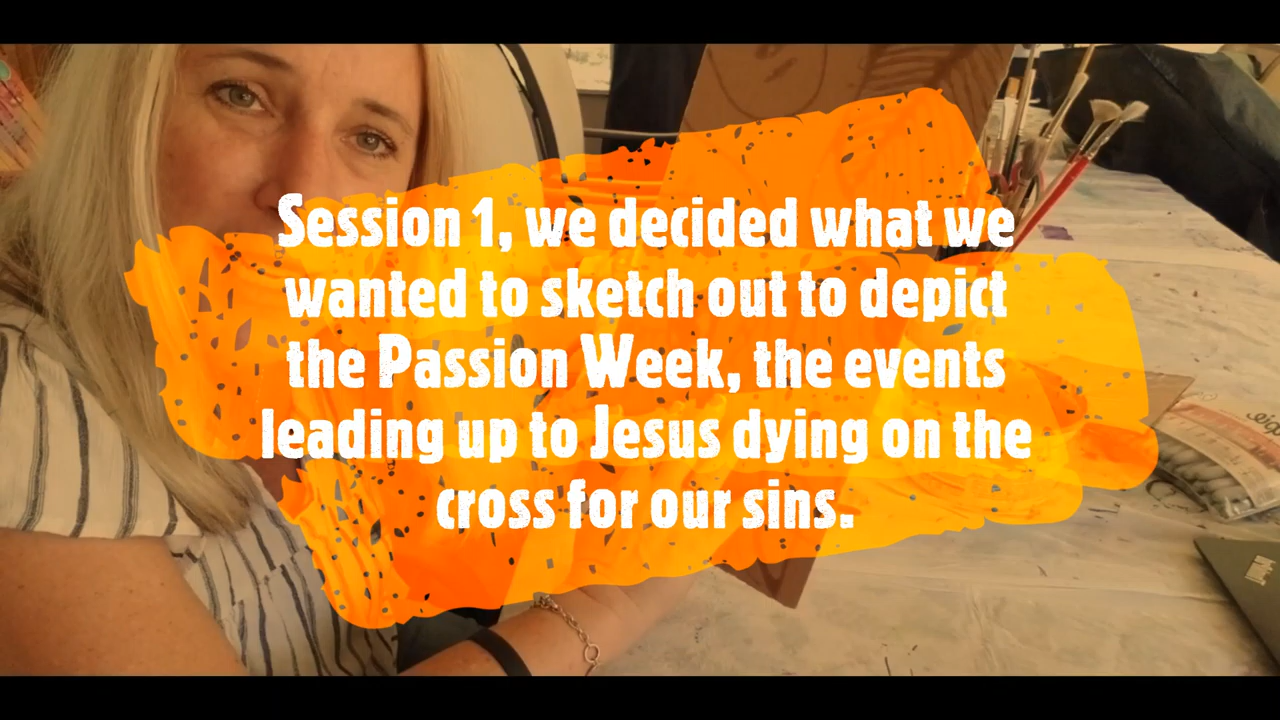 Session 1, we decided what we
wanted to sketch out to depict
the Passion Week, the events
leading up to Jesus dying on the
cross for our sins.